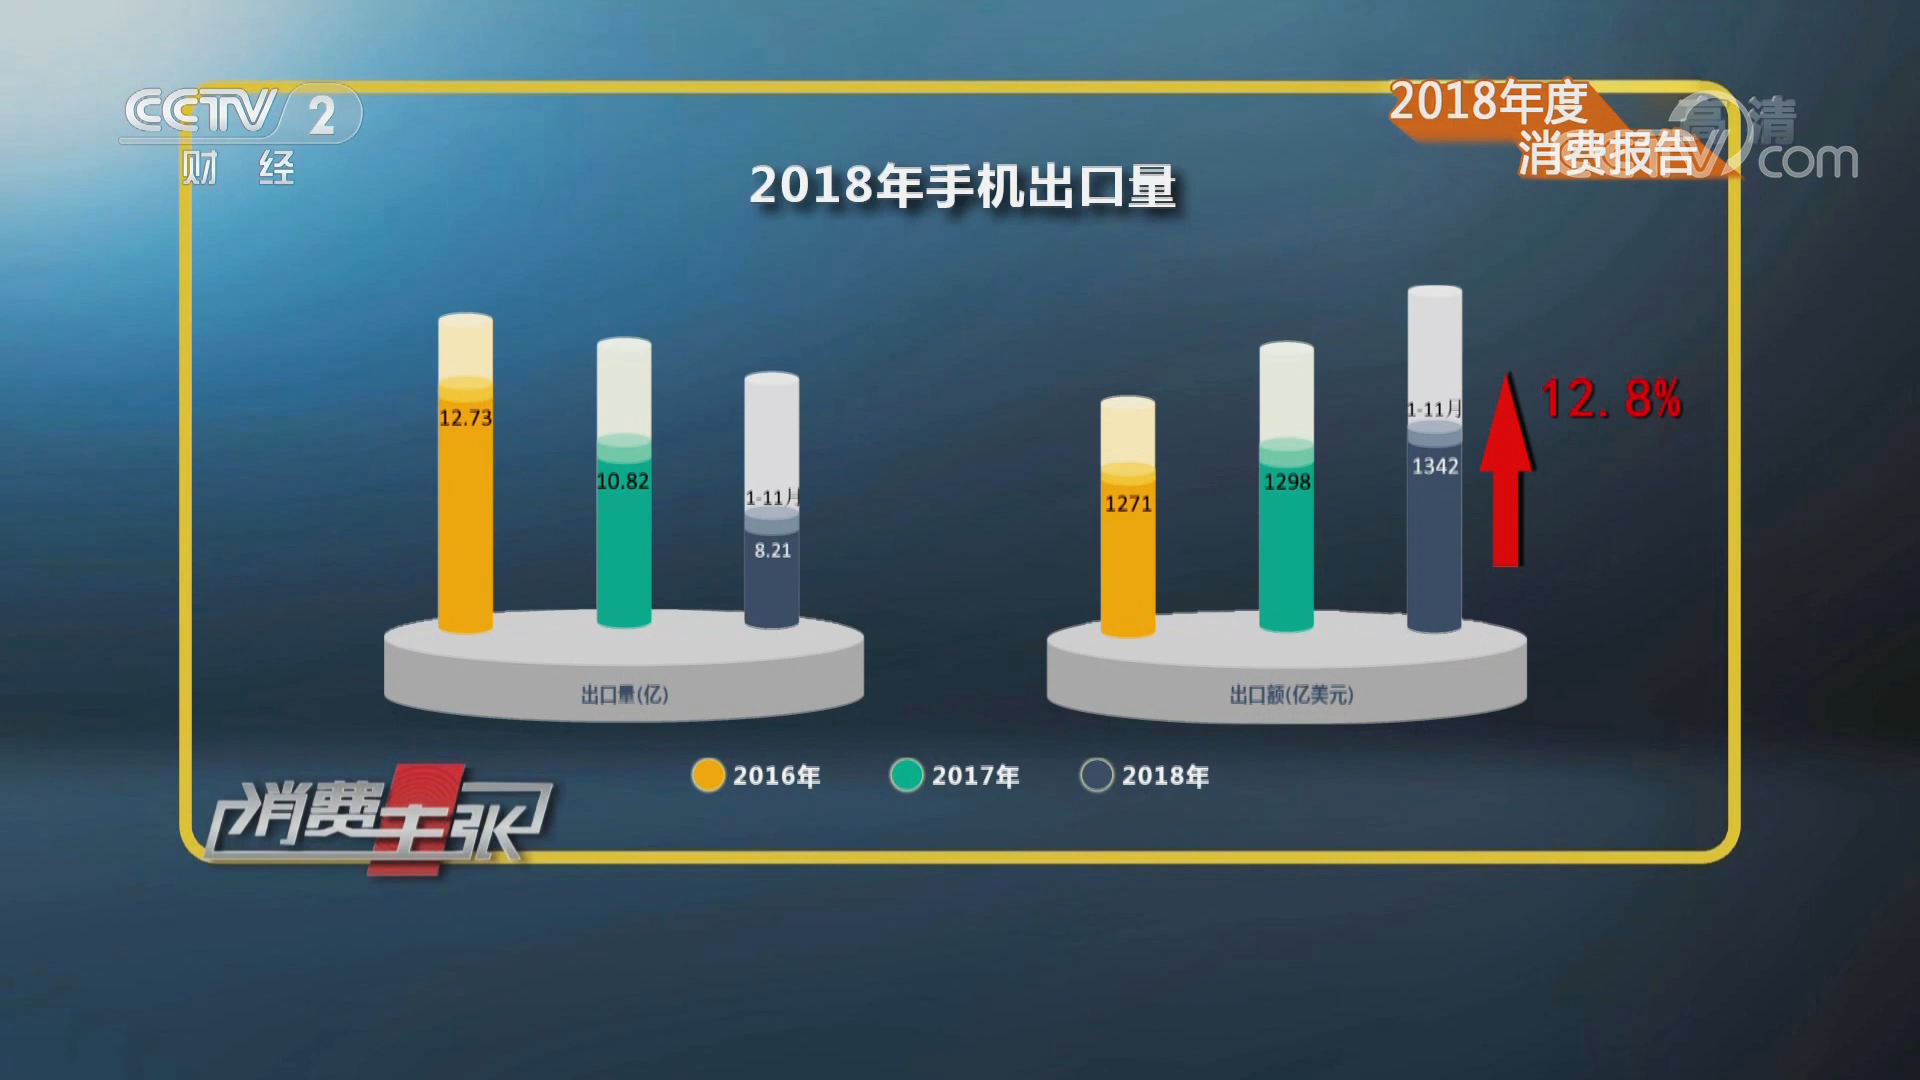 CCTV 2
财 经
2018年度
消费报告
高清
com
2018年手机出口量
12.73
10.82
1-11月
8.21
出口量(亿)
1271
1298
1-11月
1342
12.8%
出口额(亿美元)
2016年
2017年
2018年
消费主张